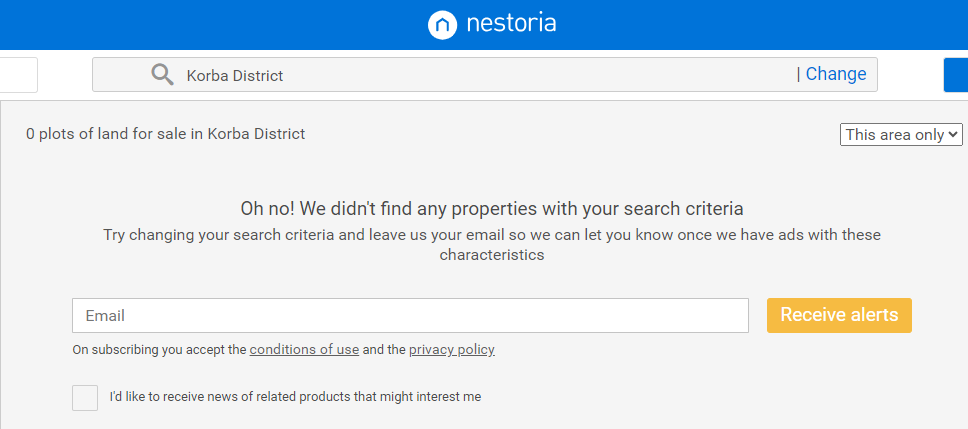 nestoria
Korba District
| Change
0 plots of land for sale in Korba District
This area only
Oh no! We didn't find any properties with your search criteria
Try changing your search criteria and leave us your email so we can let you know once we have ads with these
characteristics
Email
Receive alerts
On subscribing you accept the conditions of use and the privacy policy
I'd like to receive news of related products that might interest me